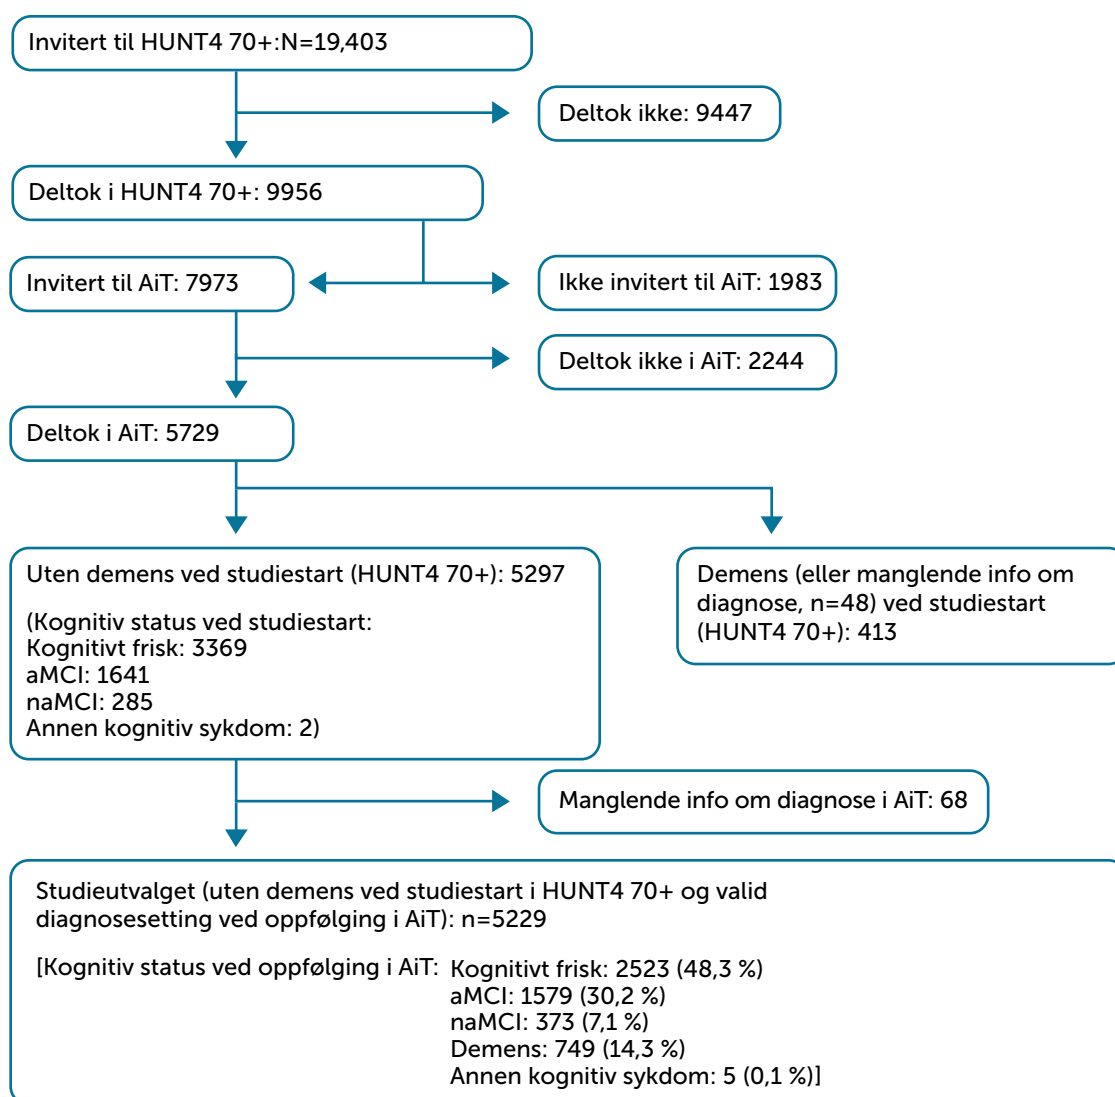 Invitert til HUNT4 70+:N=19,403
Deltok ikke: 9447
Deltok i HUNT4 70+: 9956
Invitert til AiT: 7973
Ikke invitert til AiT: 1983
Deltok ikke i AiT: 2244
Deltok i AiT: 5729
Uten demens ved studiestart (HUNT4 70+): 5297
(Kognitiv status ved studiestart:
Kognitivt frisk: 3369
aMCI: 1641
naMCI: 285
Annen kognitiv sykdom: 2)
Demens (eller manglende info om
diagnose, n=48) ved studiestart
(HUNT4 70+): 413
Manglende info om diagnose i AiT: 68
Studieutvalget (uten demens ved studiestart i HUNT4 70+ og valid
diagnosesetting ved oppfølging i AiT): n=5229
[Kognitiv status ved oppfølging i AiT: Kognitivt frisk: 2523 (48,3 %)
aMCI: 1579 (30,2 %)
naMCI: 373 (7,1 %)
Demens: 749 (14,3 %)
Annen kognitiv sykdom: 5 (0,1 %)]